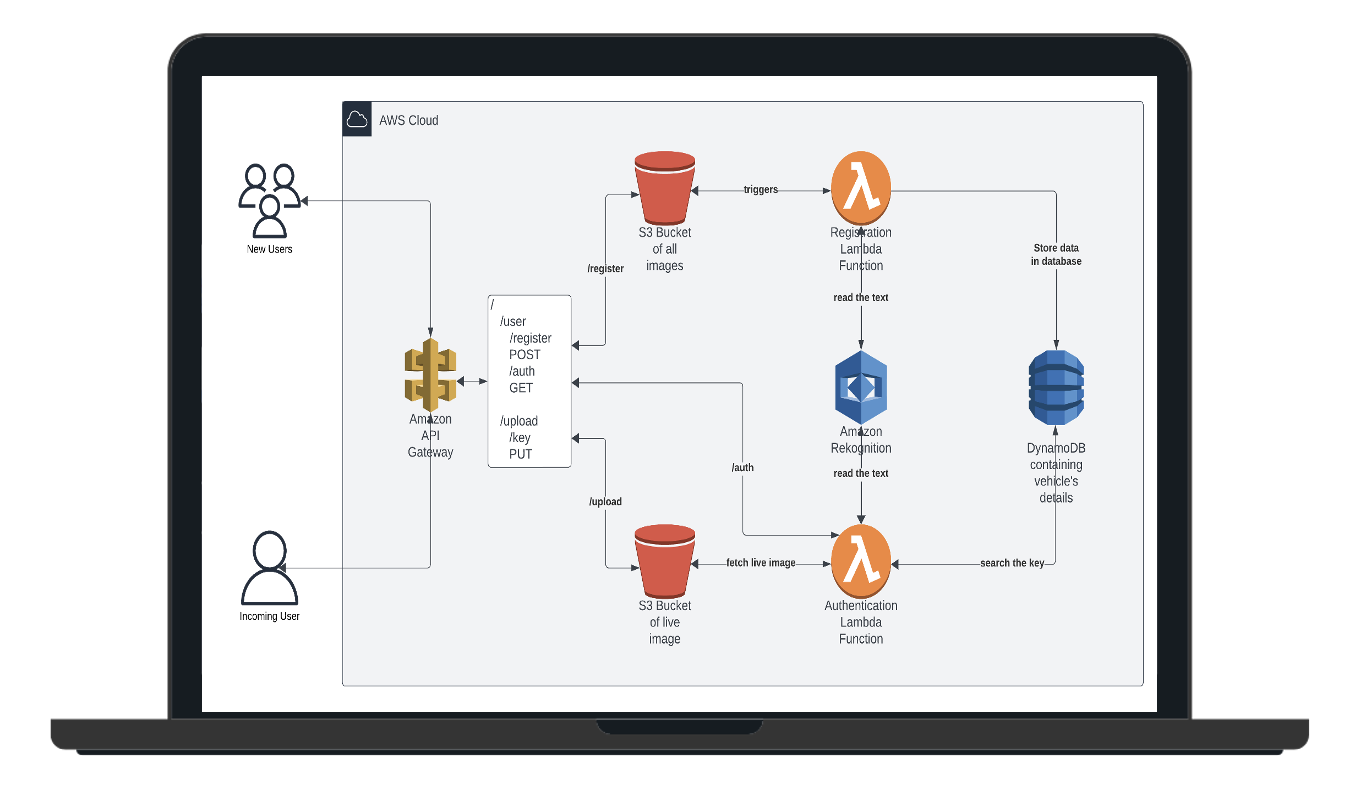 AWS Cloud
New Users
S3 Bucket
of all
images
triggers
Registration
Lambda
Function
Store data
in database
/register
read the text
/
/user
/register
POST
/auth
GET
/upload
/key
PUT
Amazon
API
Gateway
Amazon
Rekognition
DynamoDB
containing
vehicle's
details
/auth
read the text
/upload
Incoming User
S3 Bucket
of live
image
fetch live image
Authentication
Lambda
Function
search the key